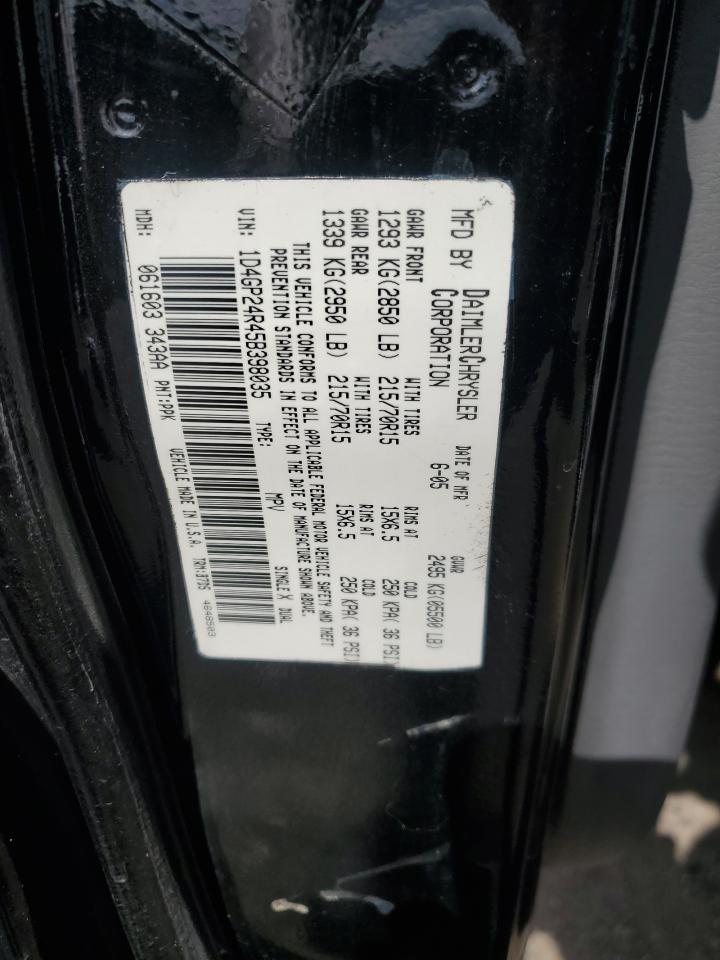 MFD BY DAIMLERCHRYSLER CORPORATION DATE OF MFR 6-05 GVWR 2495 KG(05500 LB)
GAWR FRONT WITH TIRES RIMS AT COLD
1293 KG(2850 LB) 215/70R15 15X6.5 250 KPA( 36 PSI)
GAWR REAR WITH TIRES RIMS AT COLD
1339 KG(2950 LB) 215/70R15 15X6.5 250 KPA( 36 PSI)
THIS VEHICLE CONFORMS TO ALL APPLICABLE FEDERAL MOTOR VEHICLE SAFETY AND THEFT
PREVENTION STANDARDS IN EFFECT ON THE DATE OF MANUFACTURE SHOWN ABOVE.
VIN: 1D4GP24R45B398035 TYPE: MPV SINGLE X DUAL
MDH: 061603 343AA PNT:PPK VEHICLE MADE IN U.S.A. TRM:B7D5 4648503